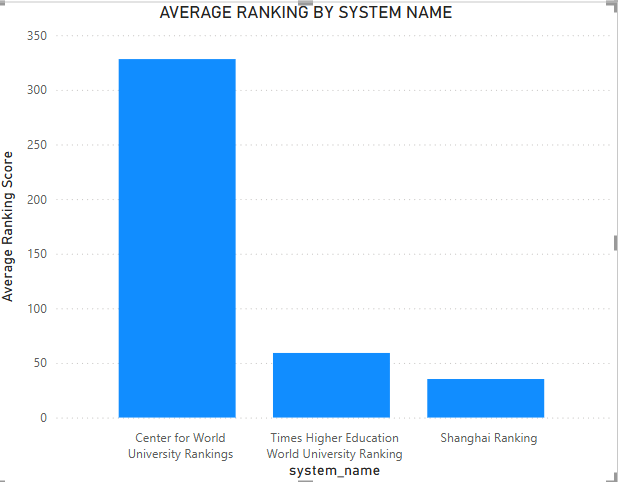 AVERAGE RANKING BY SYSTEM NAME
Average Ranking Score
350
300
250
200
150
100
50
0
Center for World
University Rankings
Times Higher Education
World University Ranking
Shanghai Ranking
system_name